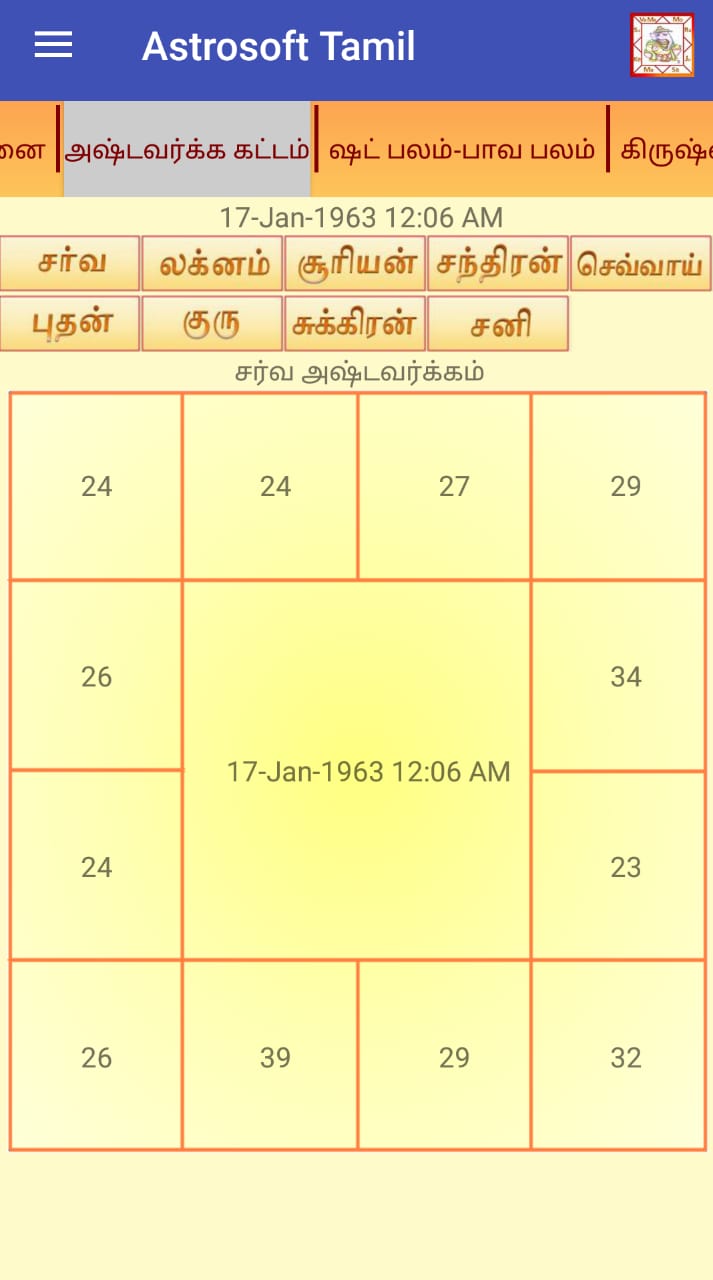 Astrosoft Tamil
னை அஷ்டவர்க்க கட்டம் ஷட் பலம்-பாவ பலம்
17-Jan-1963 12:06 AM
சர்வ லக்னம் சூரியன் சந்திரன் செவ்வாய்
புதன் குரு சுக்கிரன் சனி
சர்வ அஷ்டவர்க்கம்
24 24 27 29
26 34
17-Jan-1963 12:06 AM
24 23
26 39 29 32